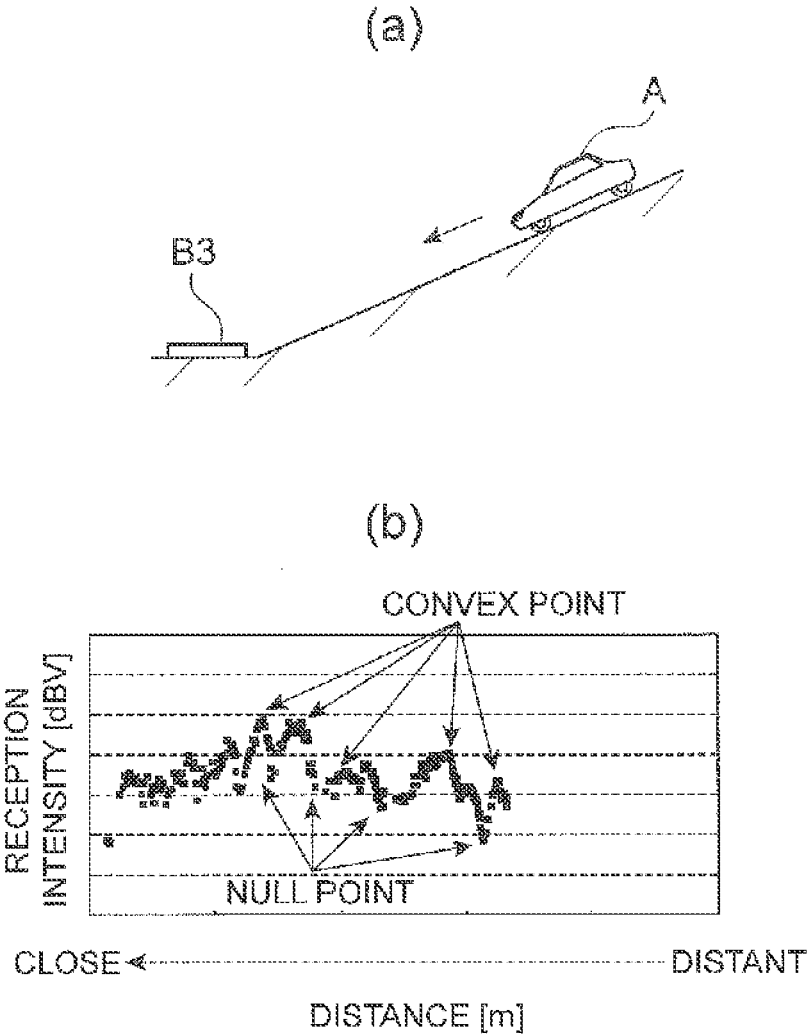 (a)
A
B3
(b)
CONVEX POINT
RECEPTION
INTENSITY [dBV]
NULL POINT
CLOSE
DISTANT
DISTANCE [m]